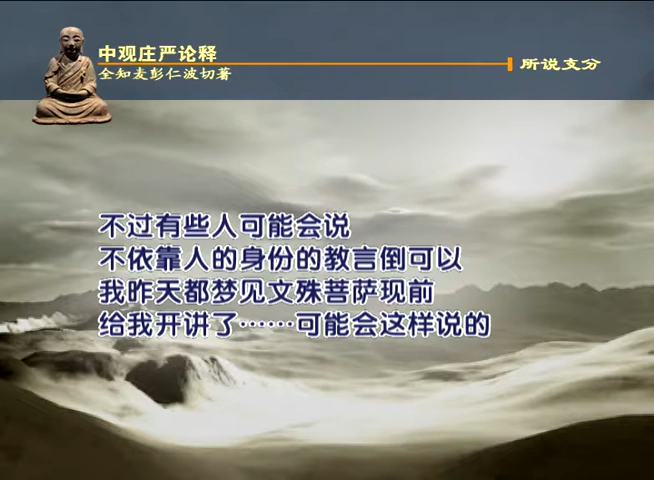 中观庄严论释
全知麦彭仁波切著
所说支分
不过有些人可能会说
不依靠人的身份的教言倒可以
我昨天都梦见文殊菩萨现前
给我开讲了……可能会这样说的